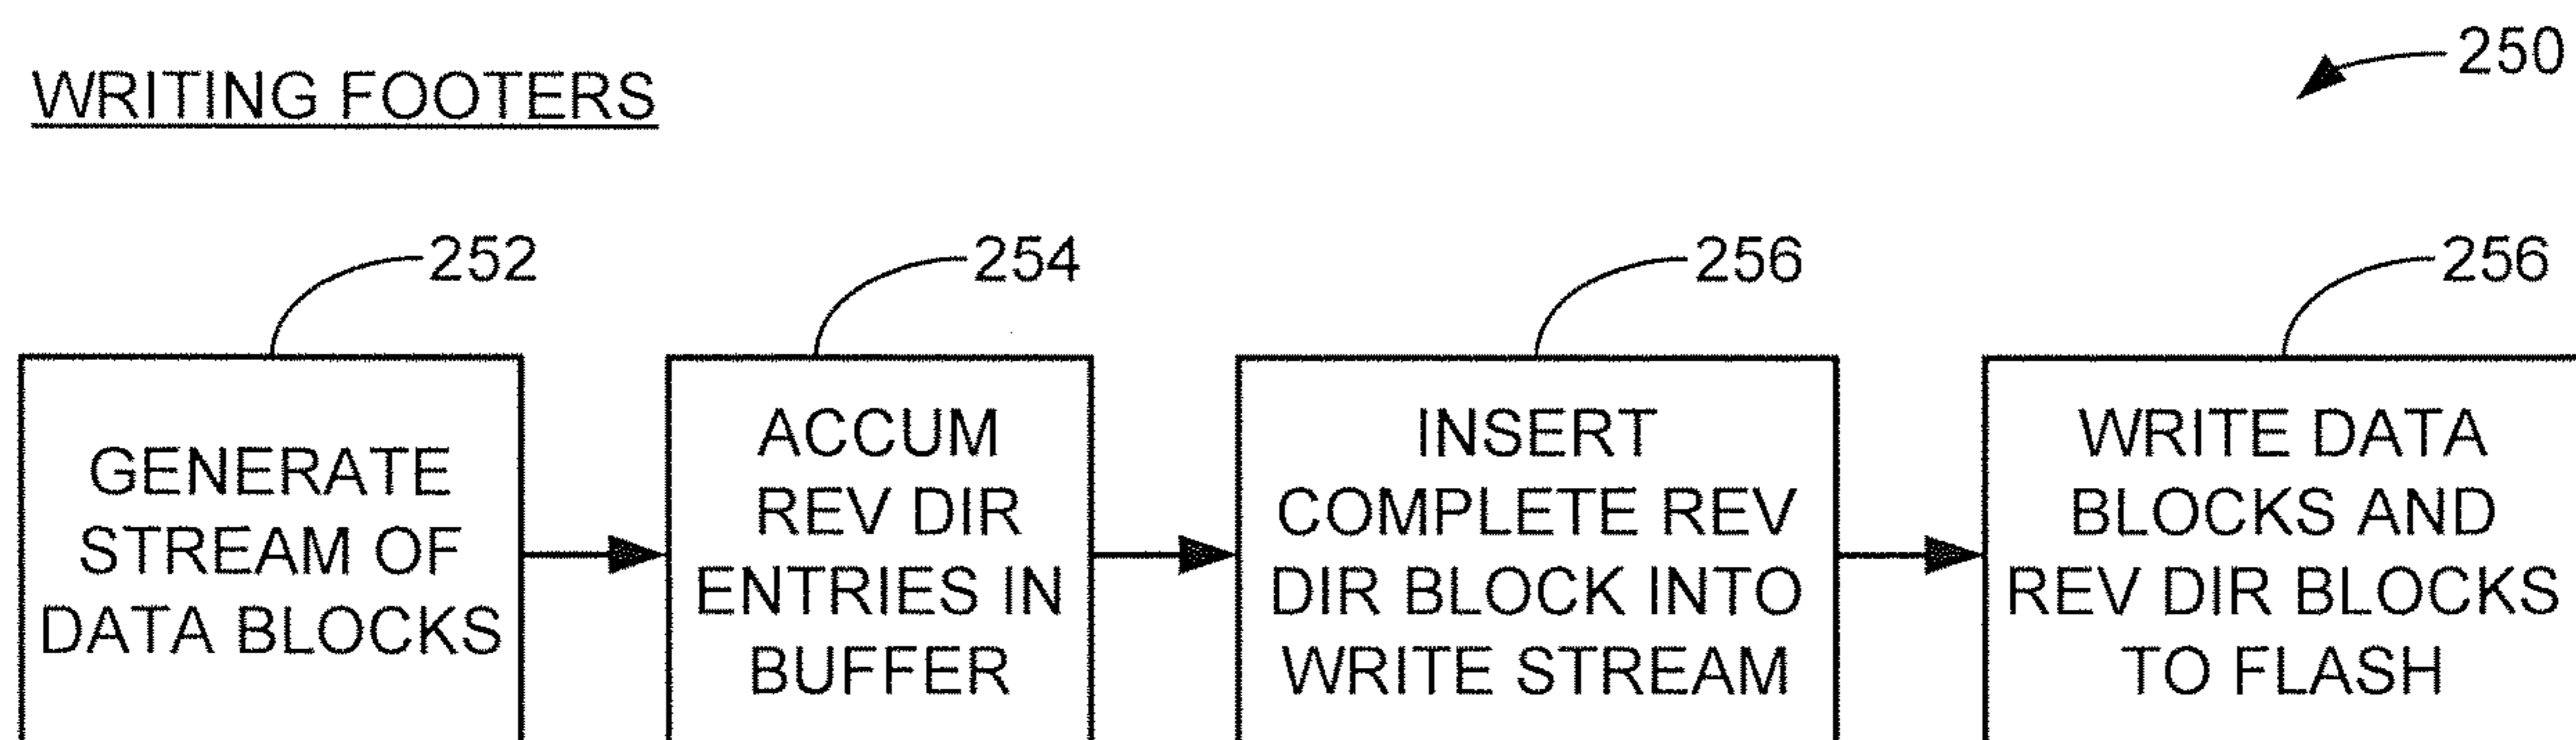 250
WRITING FOOTERS
252
254
256
256
GENERATE
STREAM OF
DATA BLOCKS
ACCUM
REV DIR
ENTRIES IN
BUFFER
INSERT
COMPLETE REV
DIR BLOCK INTO
WRITE STREAM
WRITE DATA
BLOCKS AND
REV DIR BLOCKS
TO FLASH